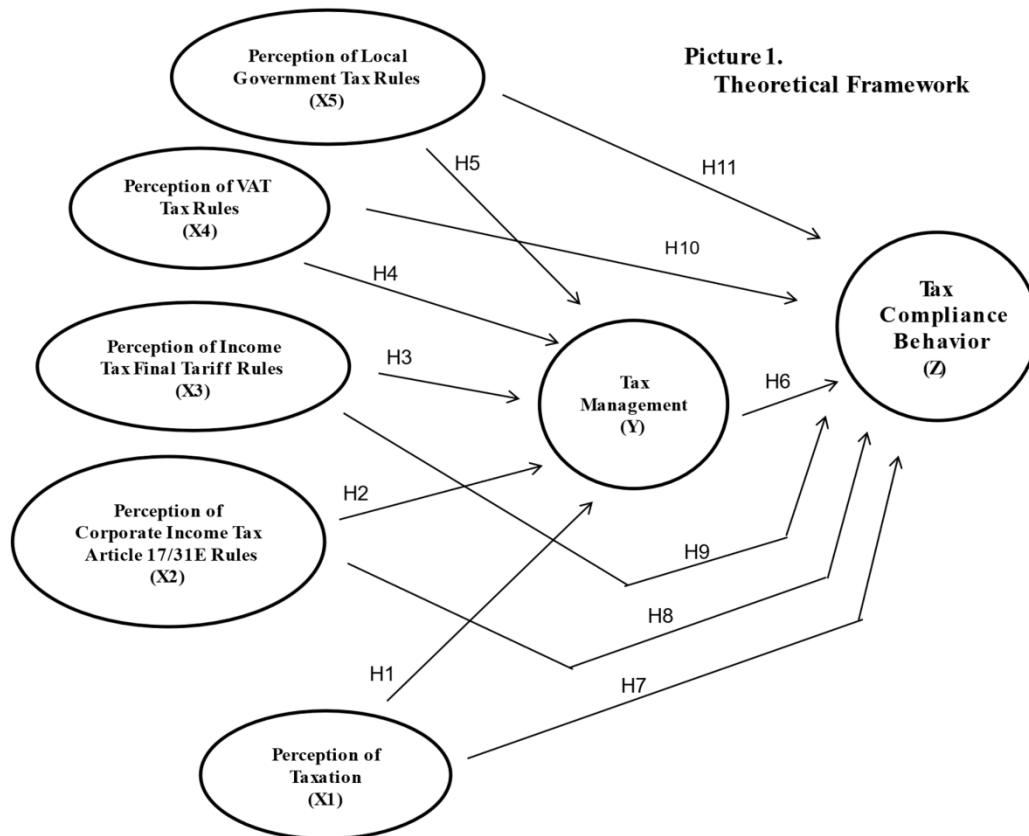 Picture 1.
Theoretical Framework
Perception of Local
Government Tax Rules
(X5)
H5
H11
Perception of VAT
Tax Rules
(X4)
H4
H10
Tax
Compliance
Behavior
(Z)
Perception of Income
Tax Final Tariff Rules
(X3)
H3
Tax
Management
(Y)
H6
Perception of
Corporate Income Tax
Article 17/31E Rules
(X2)
H2
H9
H8
H1
H7
Perception of
Taxation
(X1)